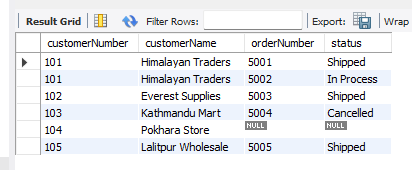 Result Grid Filter Rows: Export: Wrap
customerNumber customerName orderNumber status
101 Himalayan Traders 5001 Shipped
101 Himalayan Traders 5002 In Process
102 Everest Supplies 5003 Shipped
103 Kathmandu Mart 5004 Cancelled
104 Pokhara Store NULL NULL
105 Lalitpur Wholesale 5005 Shipped